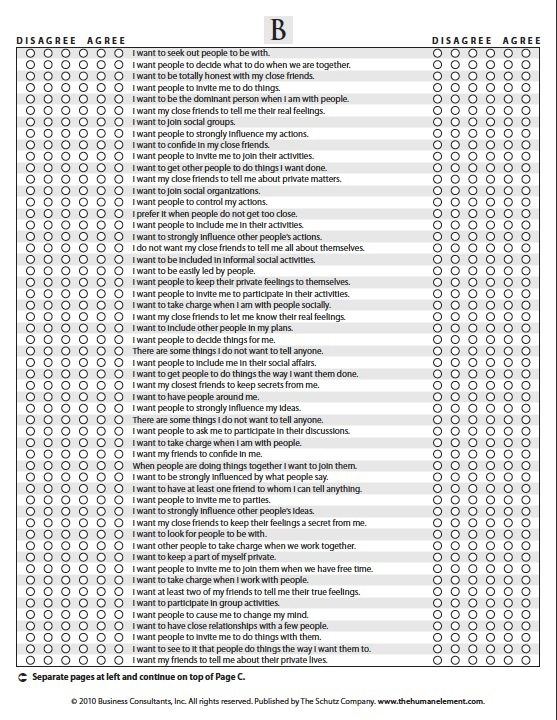 B
DISAGREE AGREE DISAGREE AGREE
I want to seek out people to be with.
I want people to decide what to do when we are together.
I want to be totally honest with my close friends.
I want people to invite me to do things.
I want to be the dominant person when I am with people.
I want my close friends to tell me their real feelings.
I want to join social groups.
I want people to strongly influence my actions.
I want to confide in my close friends.
I want people to invite me to join their activities.
I want to get other people to do things I want done.
I want my close friends to tell me about private matters.
I want to join social organizations.
I want people to control my actions.
I prefer it when people do not get too close.
I want people to include me in their activities.
I want to strongly influence other people's actions.
I do not want my close friends to tell me all about themselves.
I want to be included in informal social activities.
I want to be easily led by people.
I want people to keep their private feelings to themselves.
I want people to invite me to participate in their activities.
I want to take charge when I am with people socially.
I want my close friends to let me know their real feelings.
I want to include other people in my plans.
I want people to decide things for me.
There are some things I do not want to tell anyone.
I want people to include me in their social affairs.
I want to get people to do things the way I want them done.
I want my closest friends to keep secrets from me.
I want to have people around me.
I want people to strongly influence my ideas.
There are some things I do not want to tell anyone.
I want people to ask me to participate in their discussions.
I want to take charge when I am with people.
I want my friends to confide in me.
When people are doing things together I want to join them.
I want to be strongly influenced by what people say.
I want to have at least one friend to whom I can tell anything.
I want people to invite me to parties.
I want to strongly influence other people's ideas.
I want my close friends to keep their feelings a secret from me.
I want to look for people to be with.
I want other people to take charge when we work together.
I want to keep a part of myself private.
I want people to invite me to join them when we have free time.
I want to take charge when I work with people.
I want at least two of my friends to tell me their true feelings.
I want to participate in group activities.
I want people to cause me to change my mind.
I want to have close relationships with a few people.
I want people to invite me to do things with them.
I want to see to it that people do things the way I want them to.
I want my friends to tell me about their private lives.
Separate pages at left and continue on top of Page C.
© 2010 Business Consultants, Inc. All rights reserved. Published by The Schutz Company. www.thehumanelement.com.